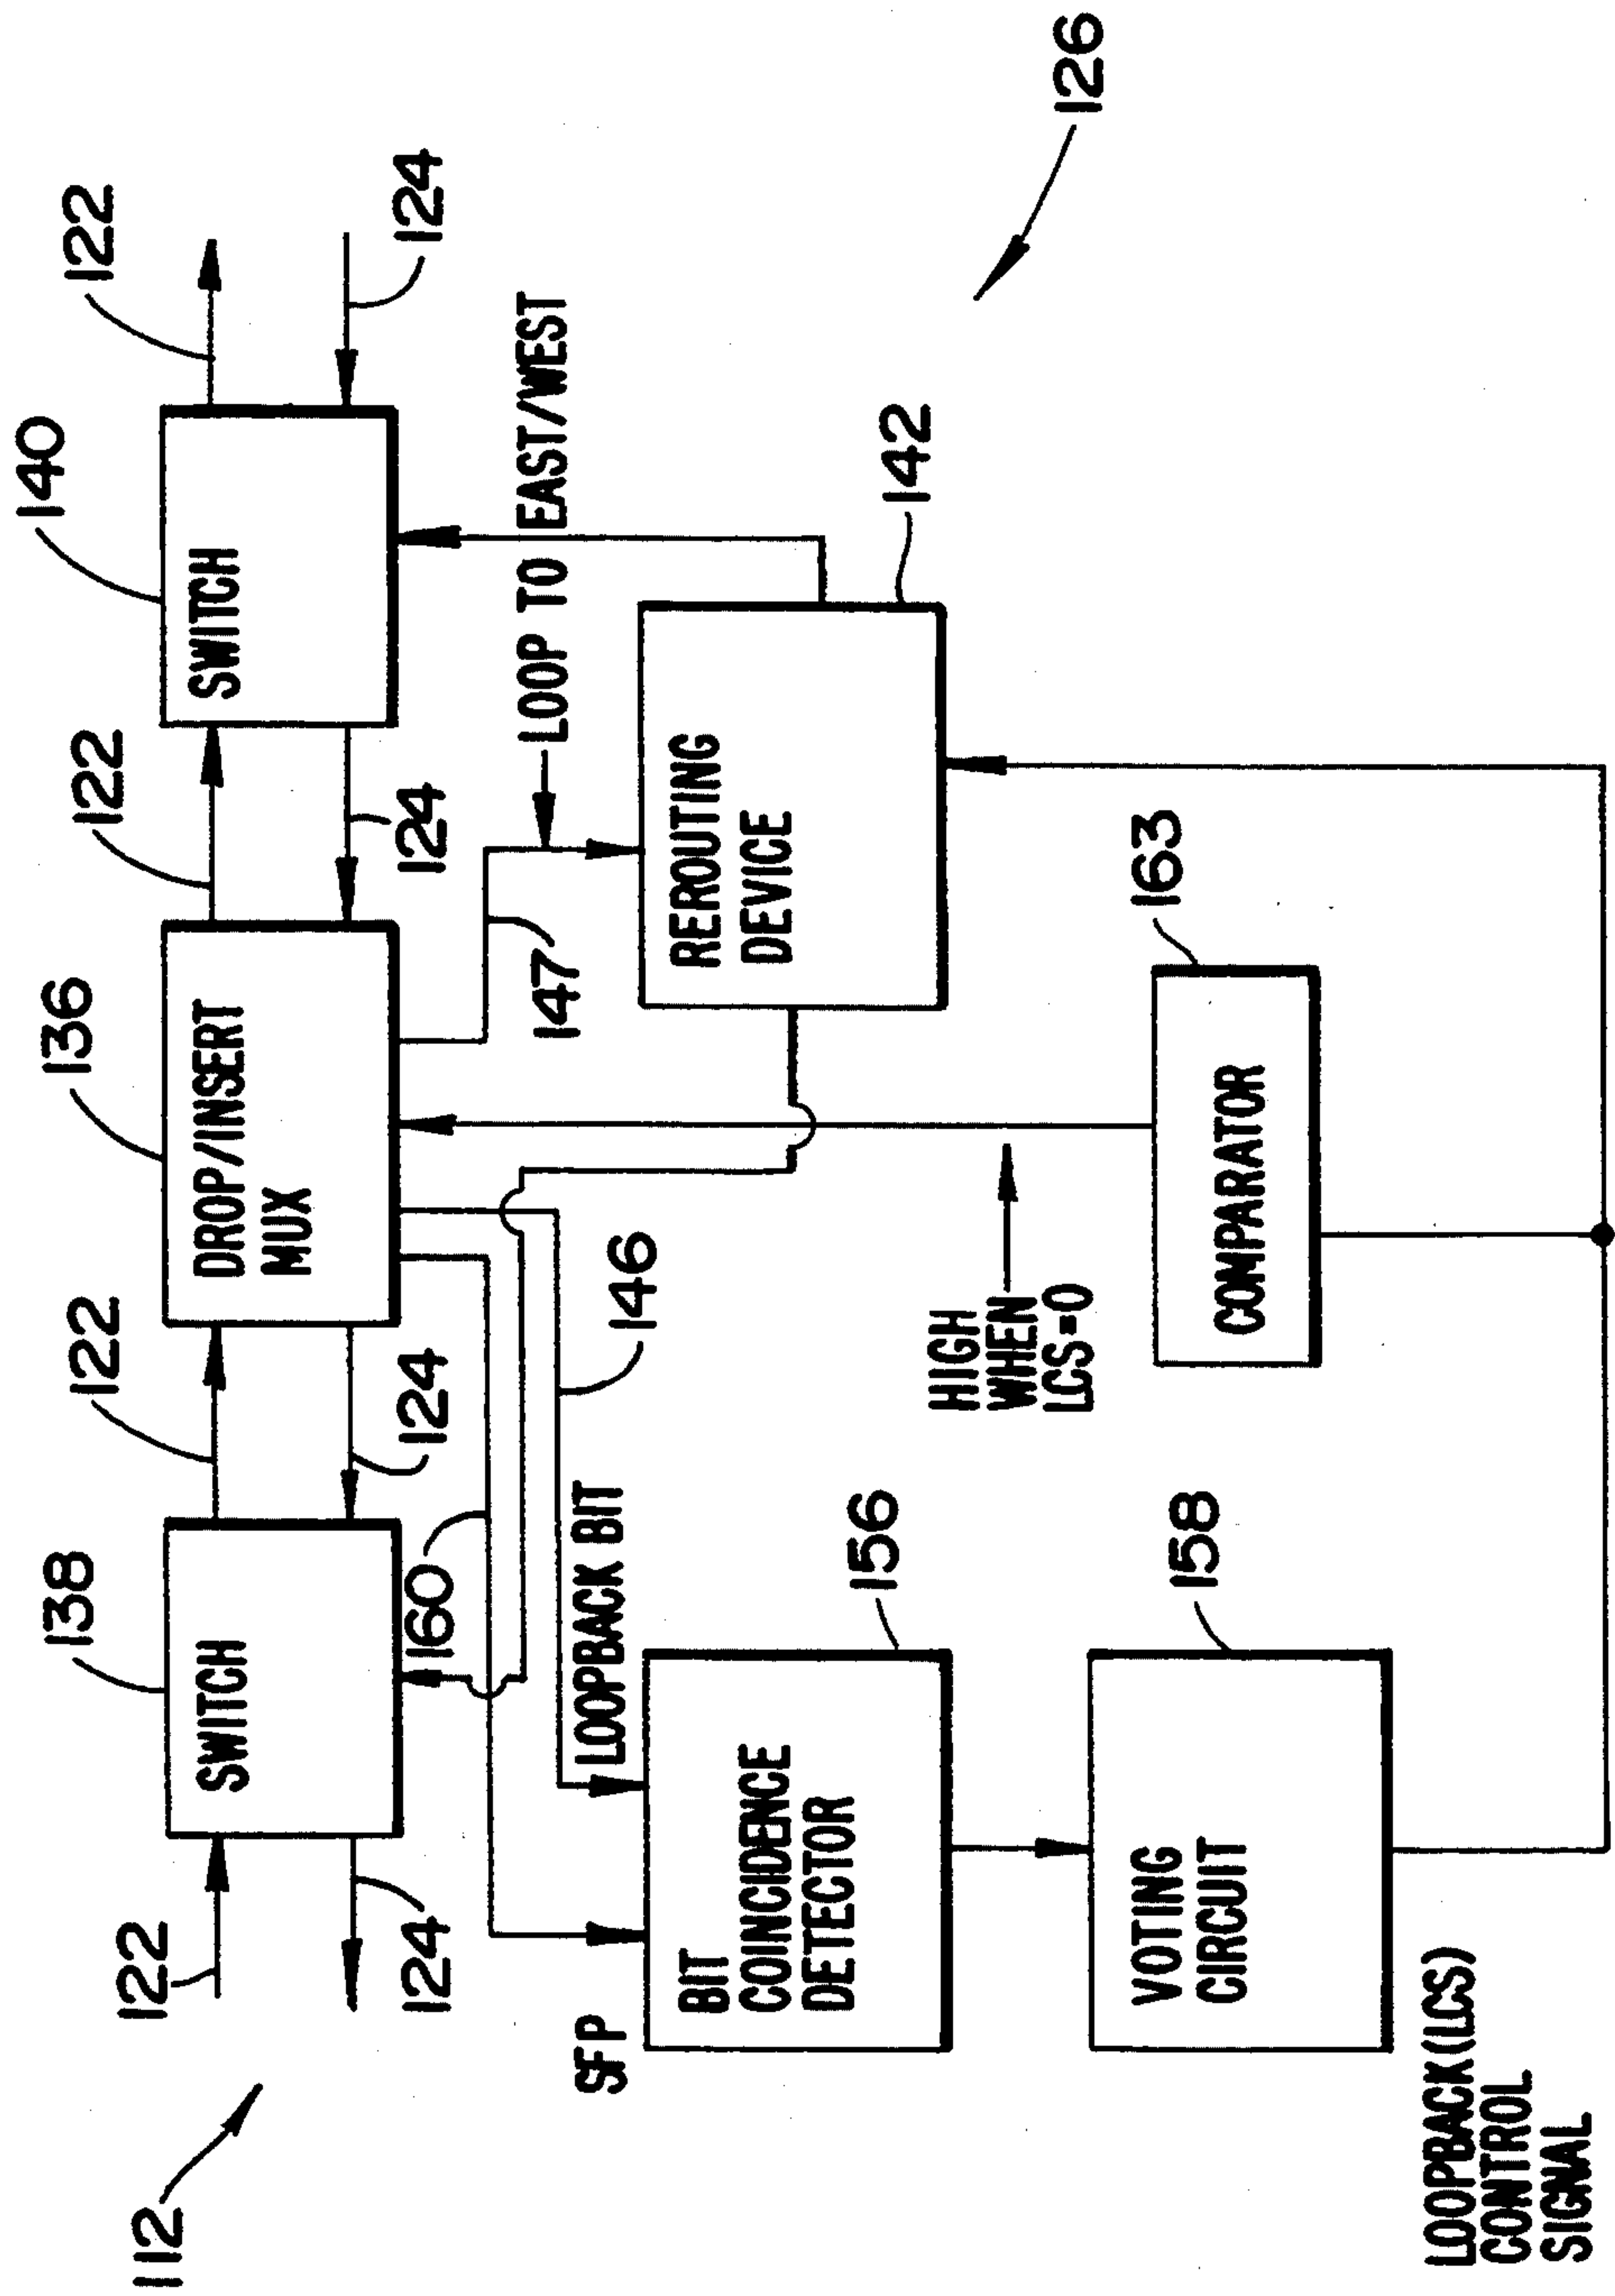 112
122
124
138
SWITCH
122
124
136
DROP/INSERT
MUX
122
124
140
SWITCH
122
124
160
146
147
LOOP TO EAST/WEST
SFP
LOOPBACK BIT
126
BIT
COINCIDENCE
DETECTOR
156
REROUTING
DEVICE
142
HIGH
WHEN
LCS=0
VOTING
CIRCUIT
158
COMPARATOR
163
LOOPBACK(LCS)
CONTROL
SIGNAL